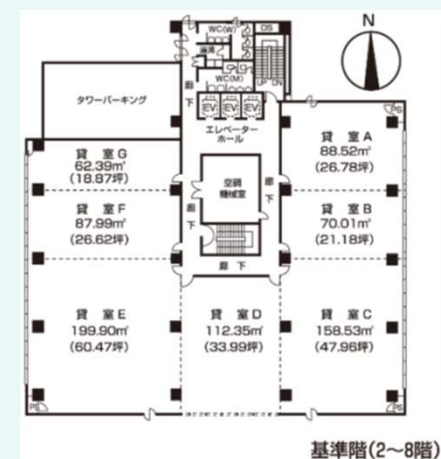 N
WC(W)
DS
湯沸
WC(M)
UP DN
廊下
EV EV EV
エレベーター
ホール
タワーパーキング
PS
貸 室 A
88.52㎡
(26.78坪)
貸 室 G
62.39㎡
(18.87坪)
空調
機械室
廊下
廊下
貸 室 F
87.99㎡
(26.62坪)
貸 室 B
70.01㎡
(21.18坪)
廊 下
貸 室 E
199.90㎡
(60.47坪)
貸 室 D
112.35㎡
(33.99坪)
貸 室 C
158.53㎡
(47.96坪)
PS
PS
基準階(2〜8階)